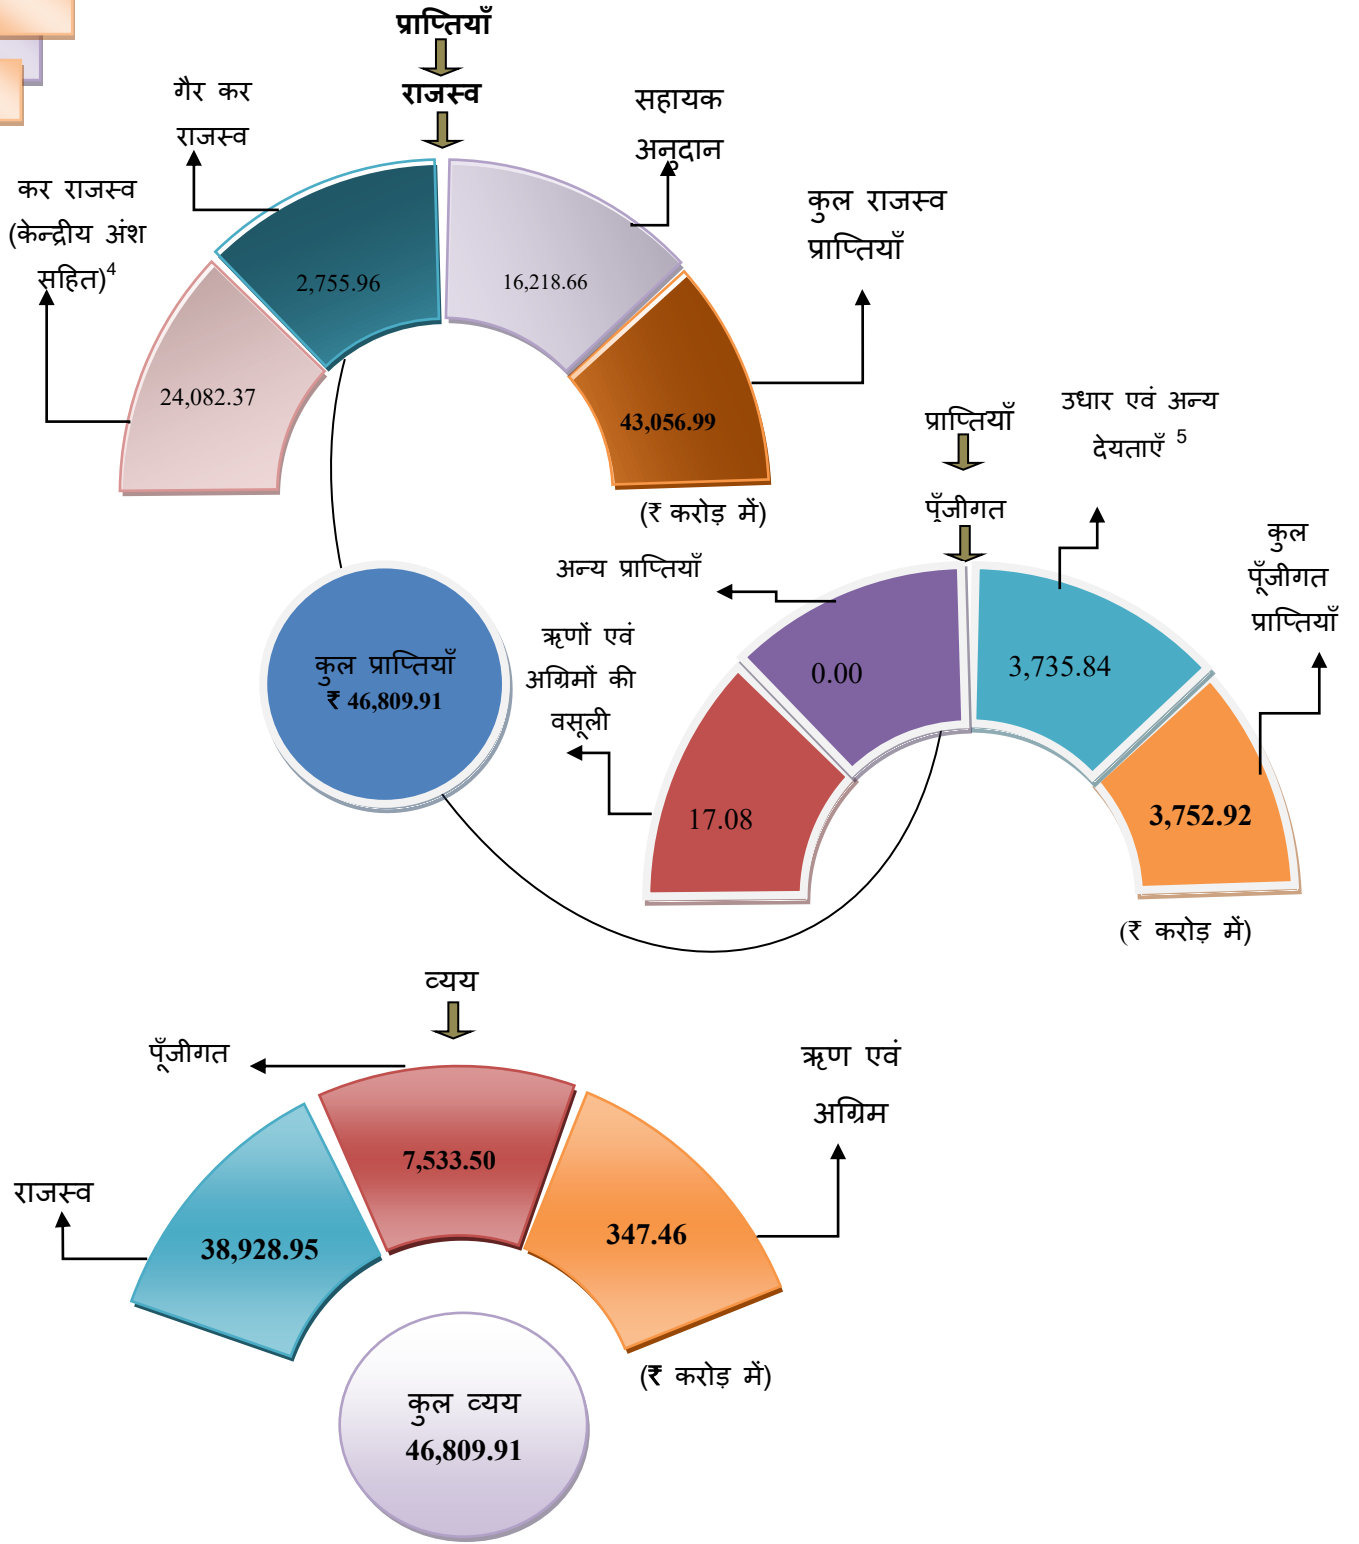 प्राप्तियाँ
राजस्व
गैर कर
राजस्व
सहायक
अनुदान
कर राजस्व
(केन्द्रीय अंश
सहित)4
कुल राजस्व
प्राप्तियाँ
2,755.96
16,218.66
24,082.37
43,056.99
(₹ करोड़ में)
प्राप्तियाँ
पूँजीगत
उधार एवं अन्य
देयताएँ 5
अन्य प्राप्तियाँ
कुल
पूँजीगत
प्राप्तियाँ
ऋणों एवं
अग्रिमों की
वसूली
कुल प्राप्तियाँ
₹ 46,809.91
0.00
3,735.84
17.08
3,752.92
(₹ करोड़ में)
व्यय
पूँजीगत
ऋण एवं
अग्रिम
राजस्व
7,533.50
38,928.95
347.46
(₹ करोड़ में)
कुल व्यय
46,809.91